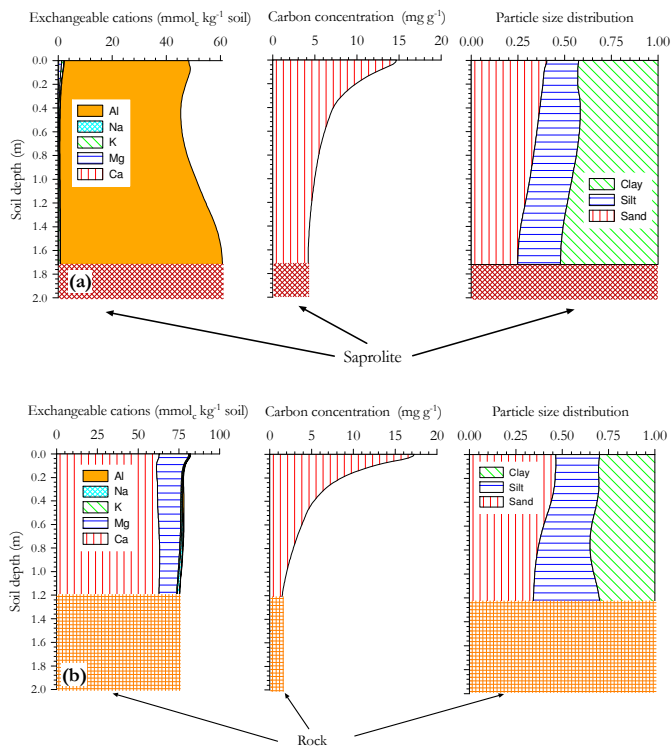 Exchangeable cations (mmol_c kg⁻¹ soil) Carbon concentration (mg g⁻¹) Particle size distribution
0 20 40 60 0 5 10 15 20 0.00 0.25 0.50 0.75 1.00
0.0
0.2
0.4
0.6
0.8
1.0
1.2
1.4
1.6
1.8
2.0
Soil depth (m)
Al
Na
K
Mg
Ca
Clay
Silt
Sand
(a)
Saprolite
Exchangeable cations (mmol_c kg⁻¹ soil) Carbon concentration (mg g⁻¹) Particle size distribution
0 25 50 75 100 0 5 10 15 20 0.00 0.25 0.50 0.75 1.00
0.0
0.2
0.4
0.6
0.8
1.0
1.2
1.4
1.6
1.8
2.0
Soil depth (m)
Al
Na
K
Mg
Ca
Clay
Silt
Sand
(b)
Rock